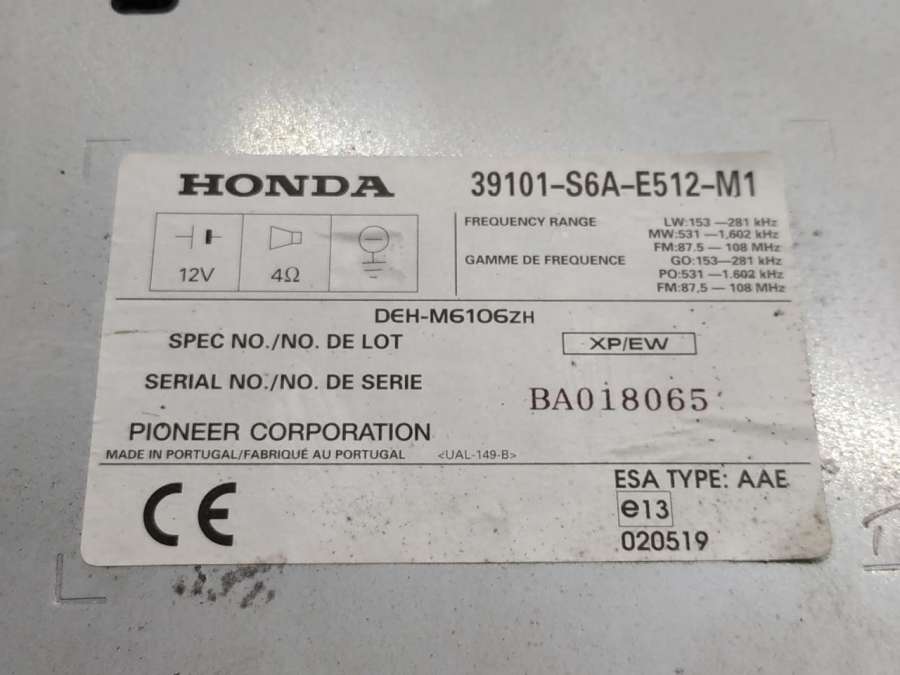 HONDA 39101-S6A-E512-M1
12V 4Ω
FREQUENCY RANGE LW:153 —281 kHz
MW:531 —1,602 kHz
FM:87.5 — 108 MHz
GAMME DE FREQUENCE GO:153—281 kHz
PO:531 —1.602 kHz
FM:87,5 — 108 MHz
DEH-M6106ZH
SPEC NO./NO. DE LOT XP/EW
SERIAL NO./NO. DE SERIE BA018065
PIONEER CORPORATION
MADE IN PORTUGAL/FABRIQUÉ AU PORTUGAL <UAL-149-B>
CE
ESA TYPE: AAE
e13
020519